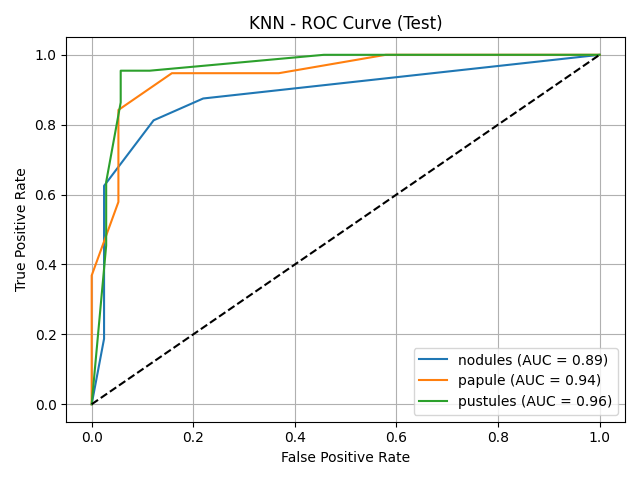 KNN - ROC Curve (Test)
True Positive Rate
1.0
0.8
0.6
0.4
0.2
0.0
0.0 0.2 0.4 0.6 0.8 1.0
False Positive Rate
nodules (AUC = 0.89)
papule (AUC = 0.94)
pustules (AUC = 0.96)